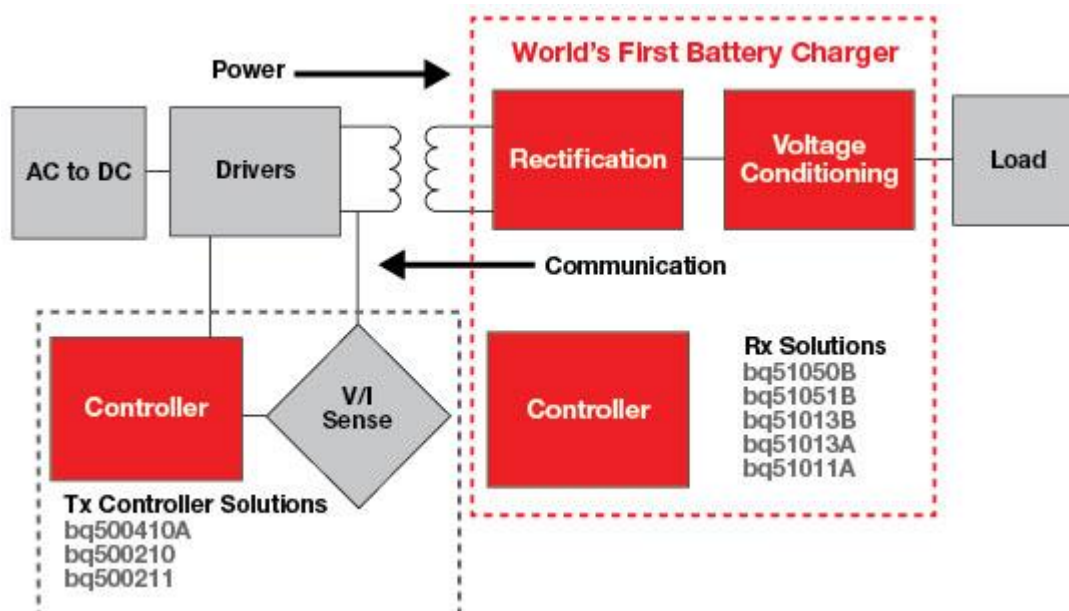 World's First Battery Charger
Power
AC to DC
Drivers
Rectification
Voltage
Conditioning
Load
Communication
Controller
V/I
Sense
Tx Controller Solutions
bq500410A
bq500210
bq500211
Controller
Rx Solutions
bq51050B
bq51051B
bq51013B
bq51013A
bq51011A